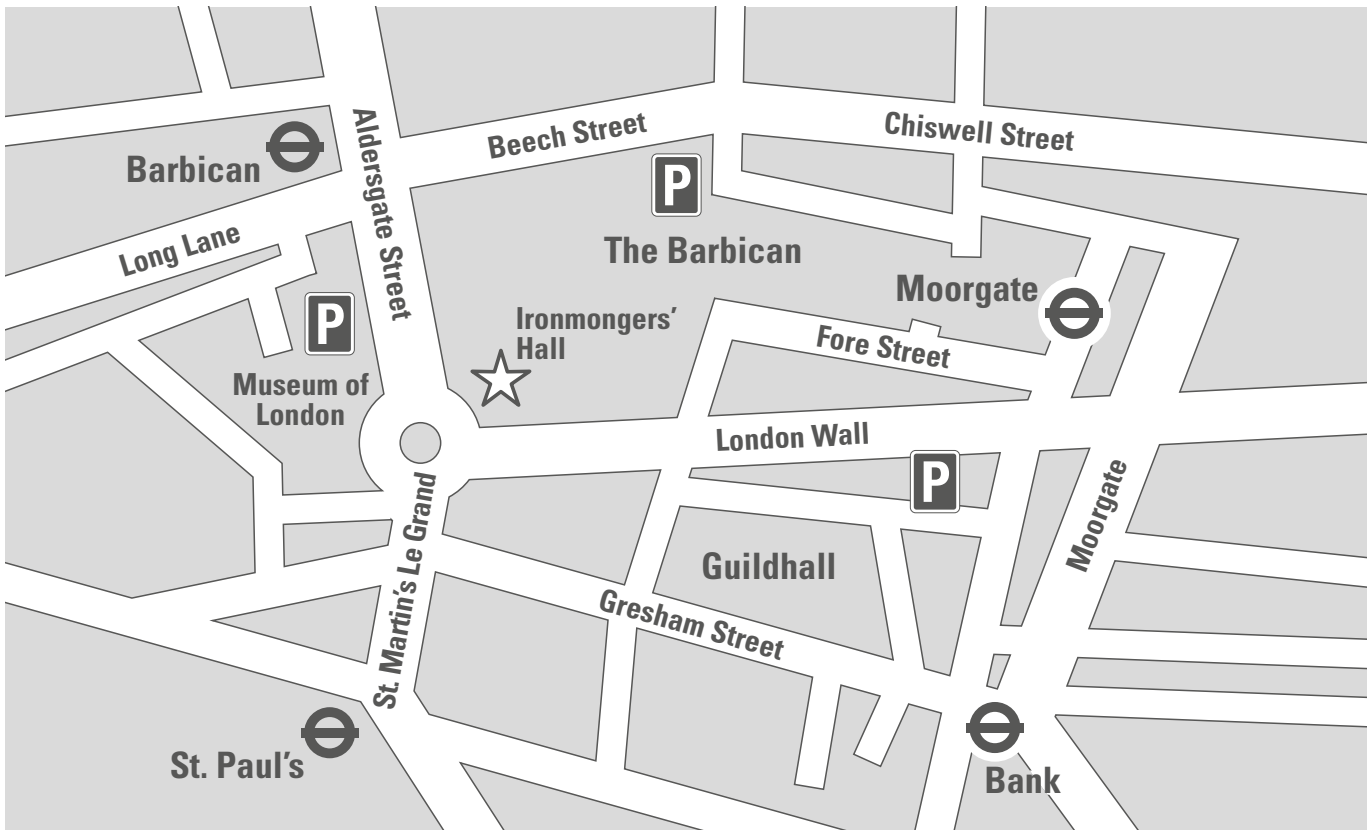 Beech Street
Chiswell Street
Aldersgate Street
Barbican
P
Long Lane
The Barbican
Moorgate
P
Ironmongers'
Hall
Fore Street
Museum of
London
London Wall
P
Moorgate
St. Martin's Le Grand
Guildhall
Gresham Street
St. Paul's
Bank